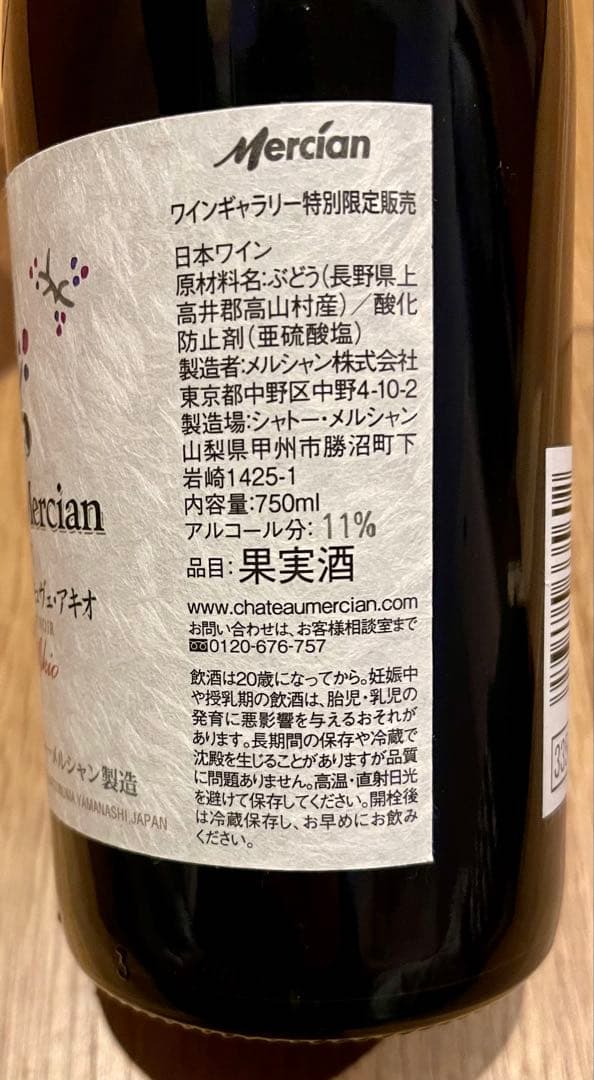 Mercian
ワインギャラリー特別限定販売
日本ワイン
原材料名:ぶどう(長野県上
高井郡高山村産)/酸化
防止剤(亜硫酸塩)
製造者:メルシャン株式会社
東京都中野区中野4-10-2
製造場:シャトー・メルシャン
山梨県甲州市勝沼町下
岩崎1425-1
内容量:750ml
アルコール分: 11%
品目:果実酒
www.chateaumercian.com
お問い合わせは、お客様相談室まで
0120-676-757
飲酒は20歳になってから。妊娠中
や授乳期の飲酒は、胎児・乳児の
発育に悪影響を与えるおそれが
あります。長期間の保存や冷蔵で
沈殿を生じることがありますが品質
に問題ありません。高温・直射日光
を避けて保存してください。開栓後
は冷蔵保存し、お早めにお飲み
ください。
ercian
ヴェ・アキオ
OIR
kio
メルシャン製造
YAMANASHI,JAPAN